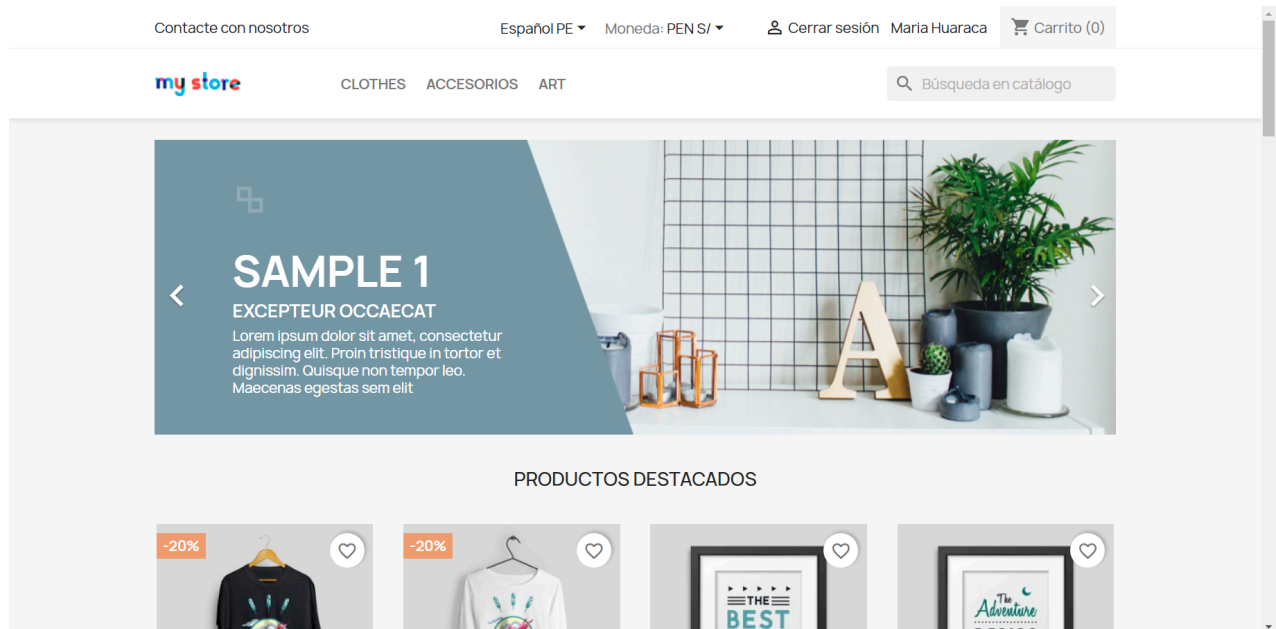 Contacte con nosotros
Español PE
Moneda: PEN S/
Cerrar sesión
Maria Huaraca
Carrito (0)
my store
CLOTHES
ACCESORIOS
ART
Búsqueda en catálogo
SAMPLE 1
EXCEPTEUR OCCAECAT
Lorem ipsum dolor sit amet, consectetur
adipiscing elit. Proin tristique in tortor et
dignissim. Quisque non tempor leo.
Maecenas egestas sem elit
A
PRODUCTOS DESTACADOS
-20%
-20%
THE
BEST
The
Adventure